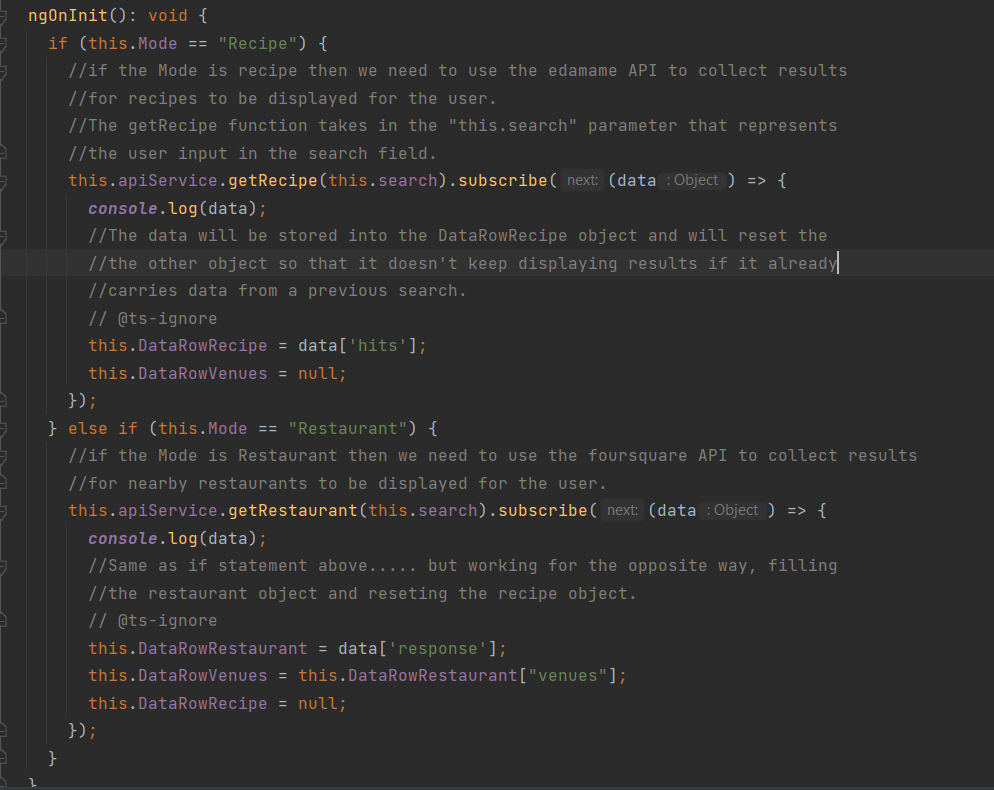 ngOnInit(): void {
if (this.Mode == "Recipe") {
//if the Mode is recipe then we need to use the edamame API to collect results
//for recipes to be displayed for the user.
//The getRecipe function takes in the "this.search" parameter that represents
//the user input in the search field.
this.apiService.getRecipe(this.search).subscribe( next: (data : Object ) => {
console.log(data);
//The data will be stored into the DataRowRecipe object and will reset the
//the other object so that it doesn't keep displaying results if it already
//carries data from a previous search.
// @ts-ignore
this.DataRowRecipe = data['hits'];
this.DataRowVenues = null;
});
} else if (this.Mode == "Restaurant") {
//if the Mode is Restaurant then we need to use the foursquare API to collect results
//for nearby restaurants to be displayed for the user.
this.apiService.getRestaurant(this.search).subscribe( next: (data : Object ) => {
console.log(data);
//Same as if statement above..... but working for the opposite way, filling
//the restaurant object and reseting the recipe object.
// @ts-ignore
this.DataRowRestaurant = data['response'];
this.DataRowVenues = this.DataRowRestaurant["venues"];
this.DataRowRecipe = null;
});
}
}